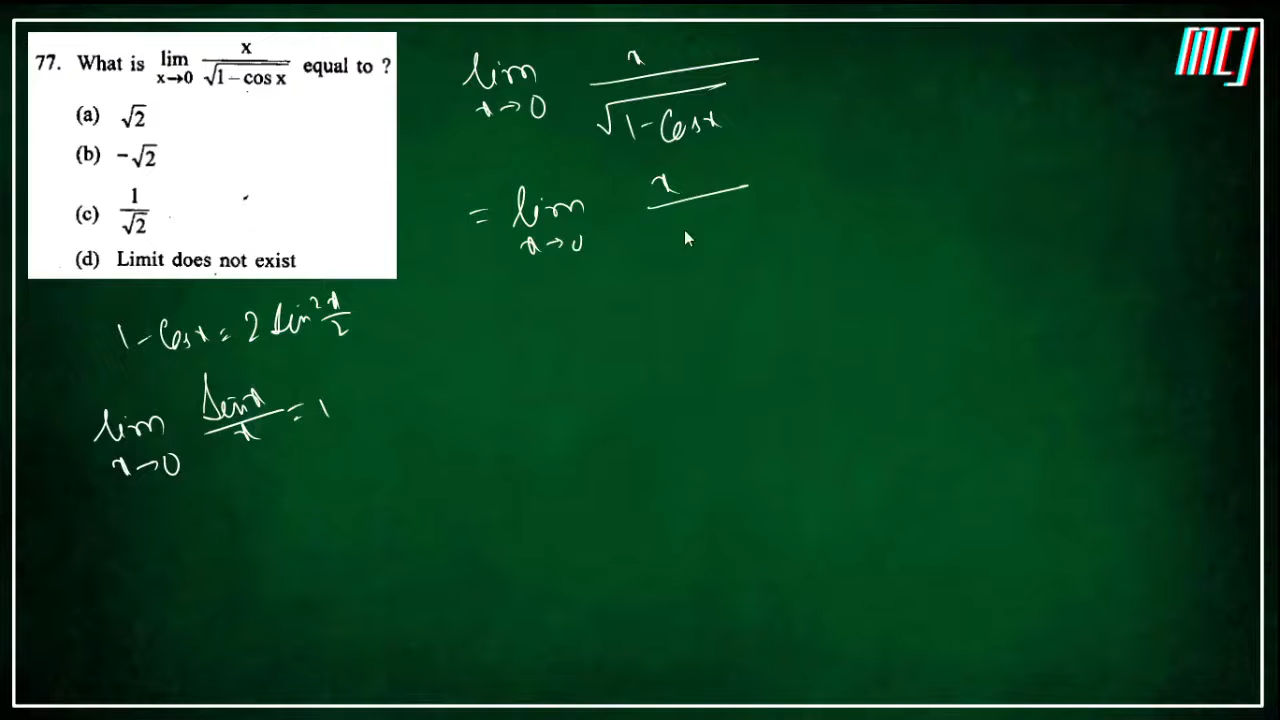 MCJ
77. What is lim x→0 x / √1 – cos x equal to ?
(a) √2
(b) –√2
(c) 1/√2
(d) Limit does not exist
lim x→0 x / √1 - Cos x
= lim x→0 x
1 - Cos x = 2 Sin² x/2
lim x→0 Sin x / x = 1